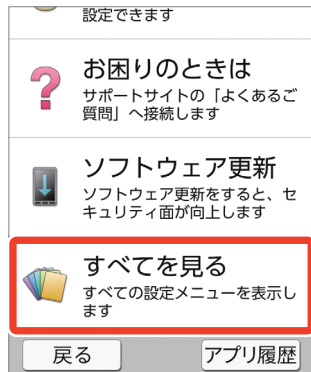 設定できます
お困りのときは
サポートサイトの「よくあるご
質問」へ接続します
ソフトウェア更新
ソフトウェア更新をすると、セ
キュリティ面が向上します
すべてを見る
すべての設定メニューを表示し
ます
戻る
アプリ履歴